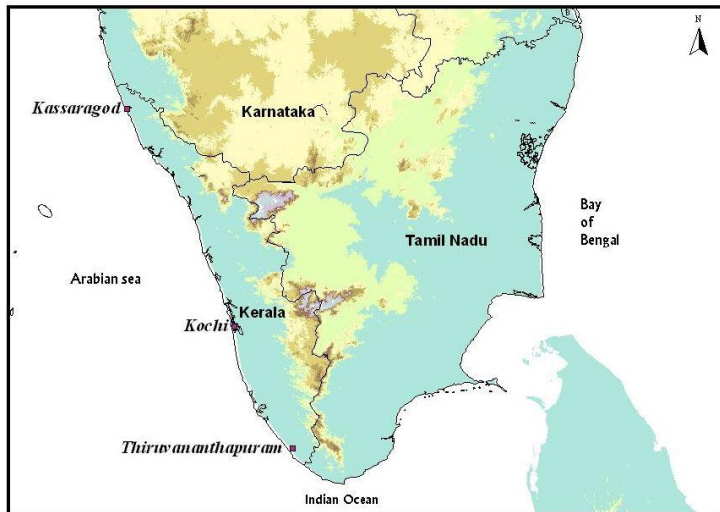 N
Kassaragod
Karnataka
Bay
of
Bengal
Tamil Nadu
Arabian sea
Kerala
Kochi
Thiruvananthapuram
Indian Ocean